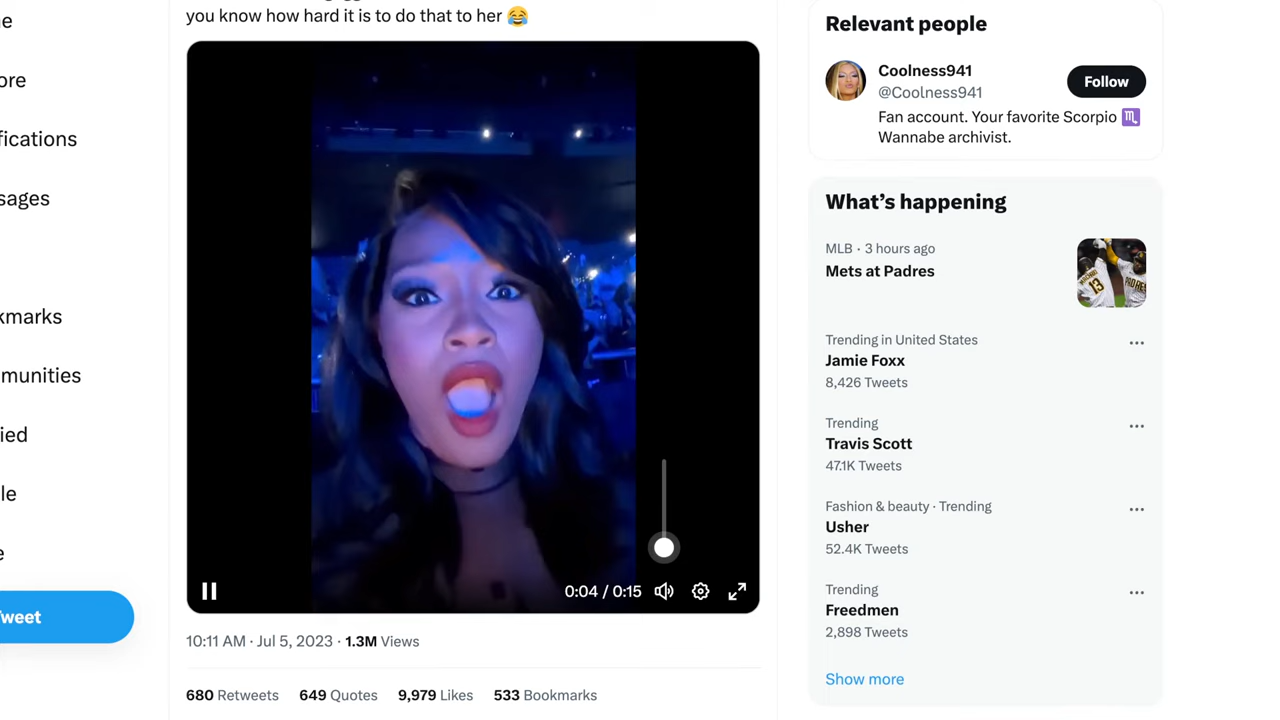 you know how hard it is to do that to her 😂
0:04 / 0:15
10:11 AM · Jul 5, 2023 · 1.3M Views
680 Retweets 649 Quotes 9,979 Likes 533 Bookmarks
e
ore
fications
sages
kmarks
munities
ied
le
e
weet
Relevant people
Coolness941
@Coolness941
Follow
Fan account. Your favorite Scorpio ♏
Wannabe archivist.
What's happening
MLB · 3 hours ago
Mets at Padres
13
PADRES
Trending in United States
Jamie Foxx
8,426 Tweets
Trending
Travis Scott
47.1K Tweets
Fashion & beauty · Trending
Usher
52.4K Tweets
Trending
Freedmen
2,898 Tweets
Show more